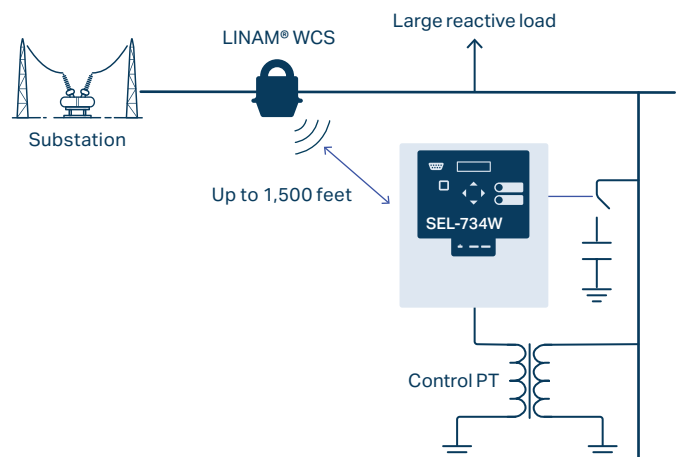 Large reactive load
LINAM® WCS
Substation
Up to 1,500 feet
SEL-734W
Control PT